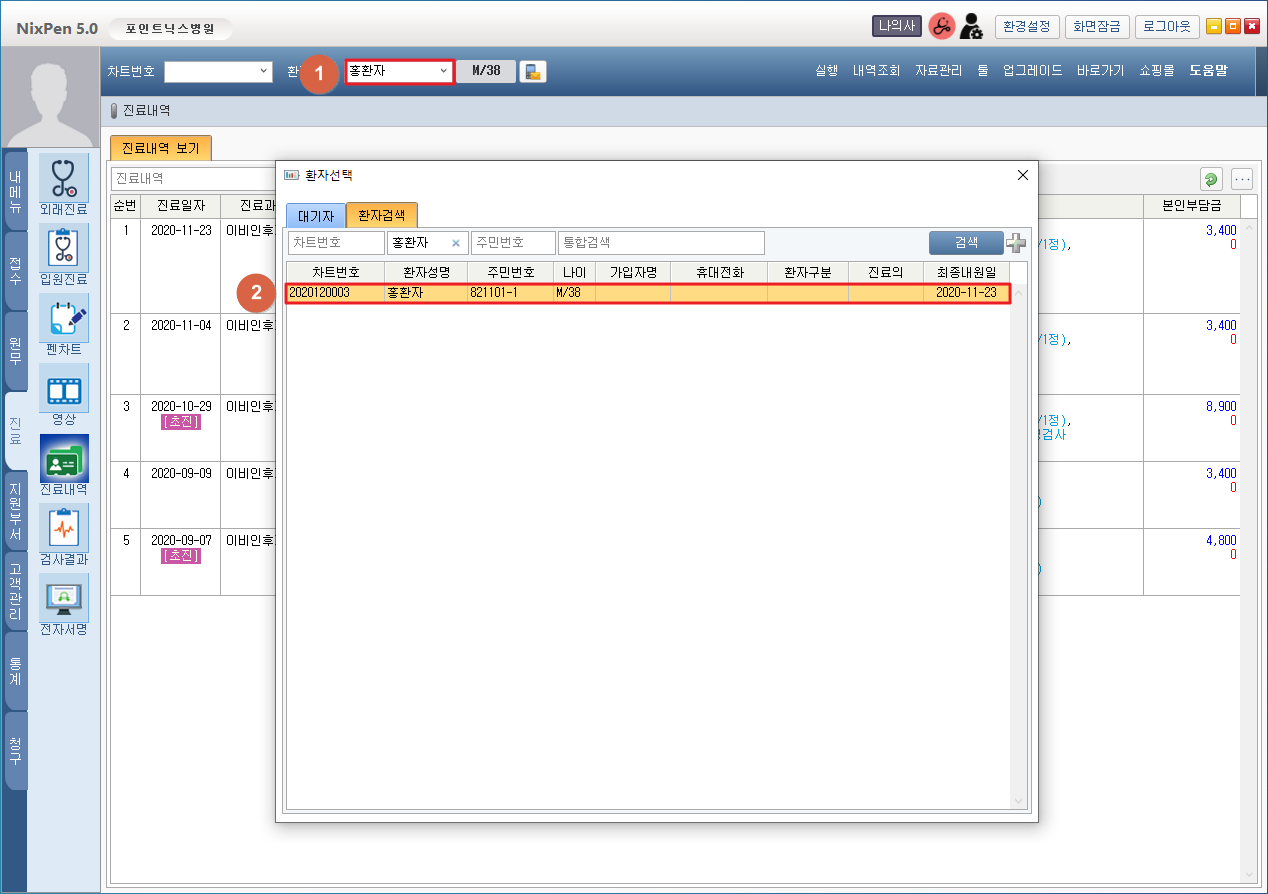 NixPen 5.0 포인트닉스병원 나의사 환경설정 화면잠금 로그아웃
차트번호 환 1 홍환자 M/38 실행 내역조회 자료관리 툴 업그레이드 바로가기 쇼핑몰 도움말
진료내역
진료내역 보기
내메뉴
접수
원무
진료
지원부서
고객관리
통계
청구
외래진료
입원진료
펜차트
영상
진료내역
검사결과
전자서명
진료내역
순번 진료일자 진료과 본인부담금
1 2020-11-23 이비인후 /1정), 3,400
0
2 2020-11-04 이비인후 /1정), 3,400
0
3 2020-10-29 이비인후 /1정), 8,900
[초진] 검사 0
4 2020-09-09 이비인후 ) 3,400
0
5 2020-09-07 이비인후 ) 4,800
[초진] 0
환자선택
대기자 환자검색
차트번호 홍환자 주민번호 통합검색 검색
차트번호 환자성명 주민번호 나이 가입자명 휴대전화 환자구분 진료의 최종내원일
2 2020120003 홍환자 821101-1 M/38 2020-11-23